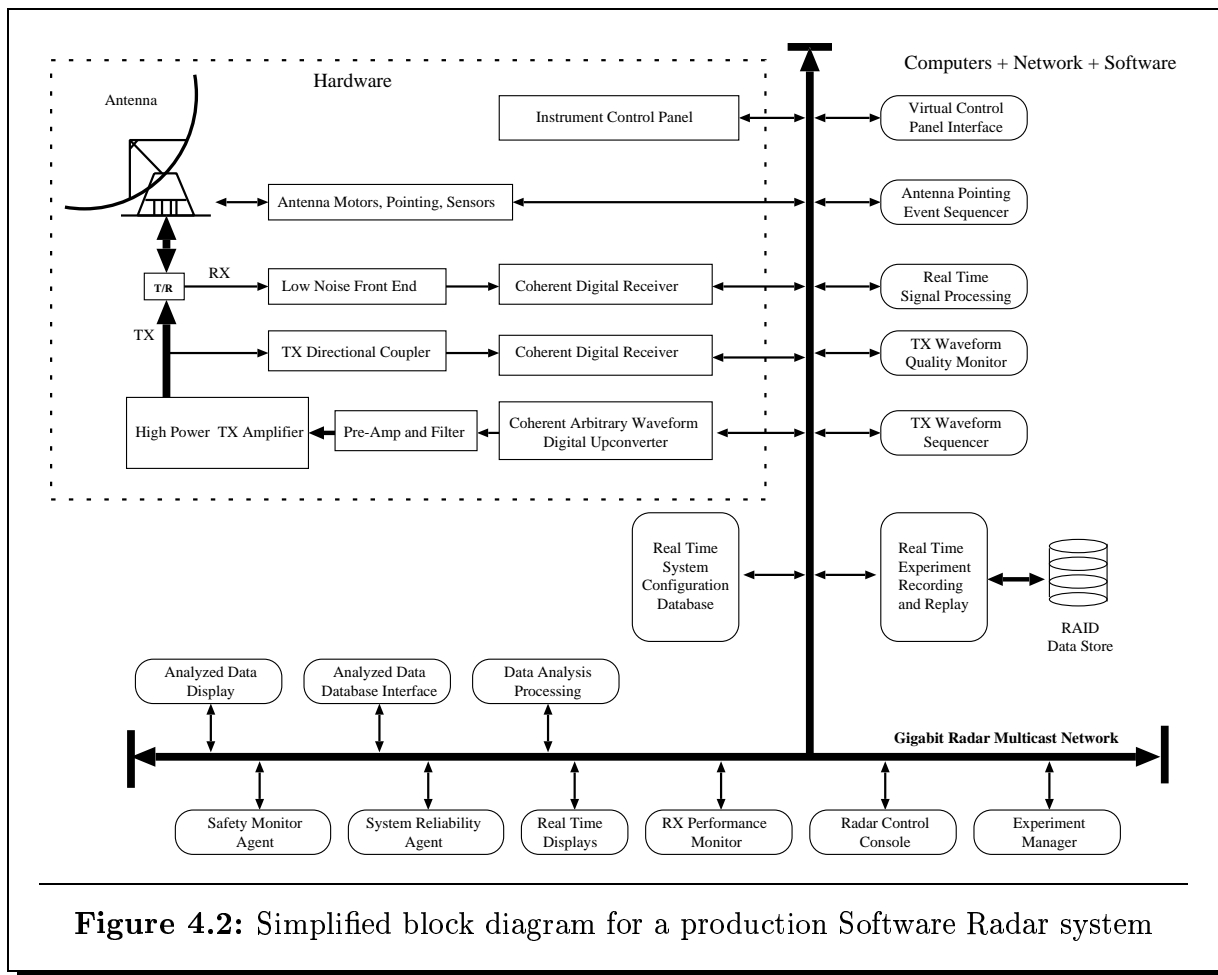 Computers + Network + Software
Hardware
Antenna
Instrument Control Panel
Virtual Control
Panel Interface
Antenna Motors, Pointing, Sensors
Antenna Pointing
Event Sequencer
RX
T/R
Low Noise Front End
Coherent Digital Receiver
Real Time
Signal Processing
TX
TX Directional Coupler
Coherent Digital Receiver
TX Waveform
Quality Monitor
High Power TX Amplifier
Pre-Amp and Filter
Coherent Arbitrary Waveform
Digital Upconverter
TX Waveform
Sequencer
Real Time
System
Configuration
Database
Real Time
Experiment
Recording
and Replay
RAID
Data Store
Analyzed Data
Display
Analyzed Data
Database Interface
Data Analysis
Processing
Gigabit Radar Multicast Network
Safety Monitor
Agent
System Reliability
Agent
Real Time
Displays
RX Performance
Monitor
Radar Control
Console
Experiment
Manager
Figure 4.2: Simplified block diagram for a production Software Radar system